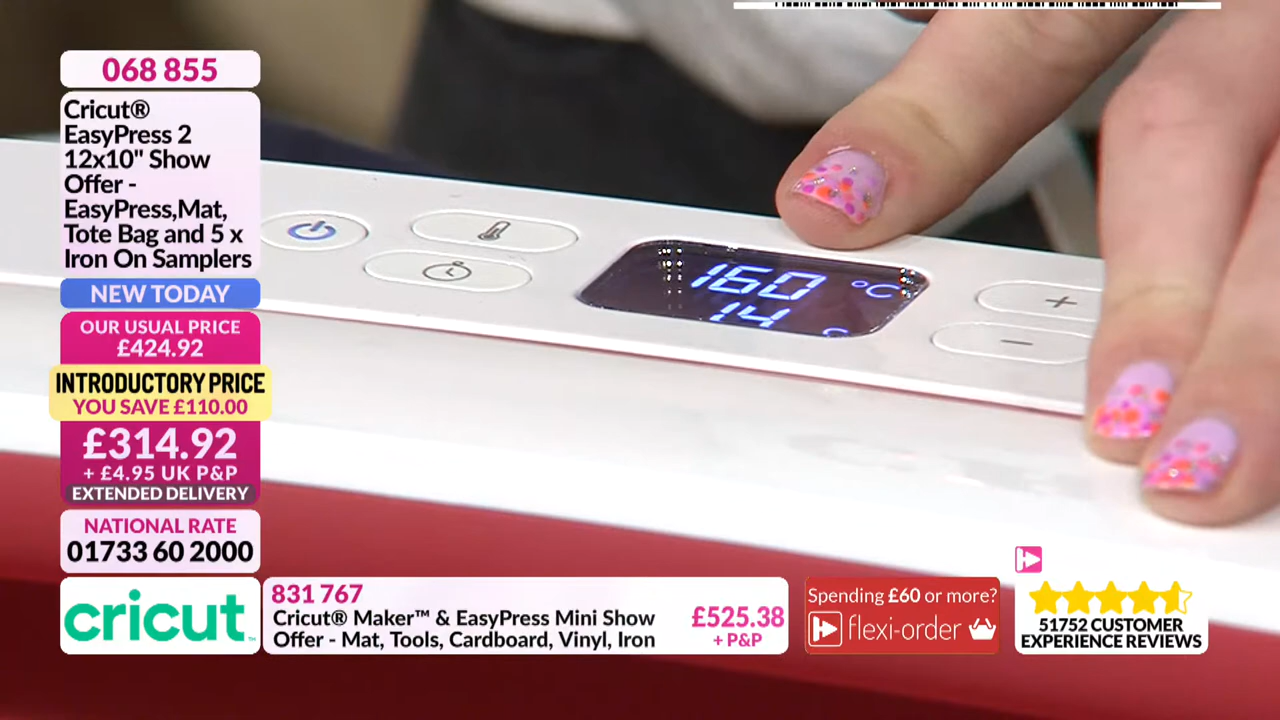 068 855
Cricut®
EasyPress 2
12x10" Show
Offer -
EasyPress,Mat,
Tote Bag and 5 x
Iron On Samplers
NEW TODAY
OUR USUAL PRICE
£424.92
INTRODUCTORY PRICE
YOU SAVE £110.00
£314.92
+ £4.95 UK P&P
EXTENDED DELIVERY
NATIONAL RATE
01733 60 2000
160 °C
14
cricut™
831 767
Cricut® Maker™ & EasyPress Mini Show
Offer - Mat, Tools, Cardboard, Vinyl, Iron
£525.38
+ P&P
Spending £60 or more?
flexi-order
51752 CUSTOMER
EXPERIENCE REVIEWS